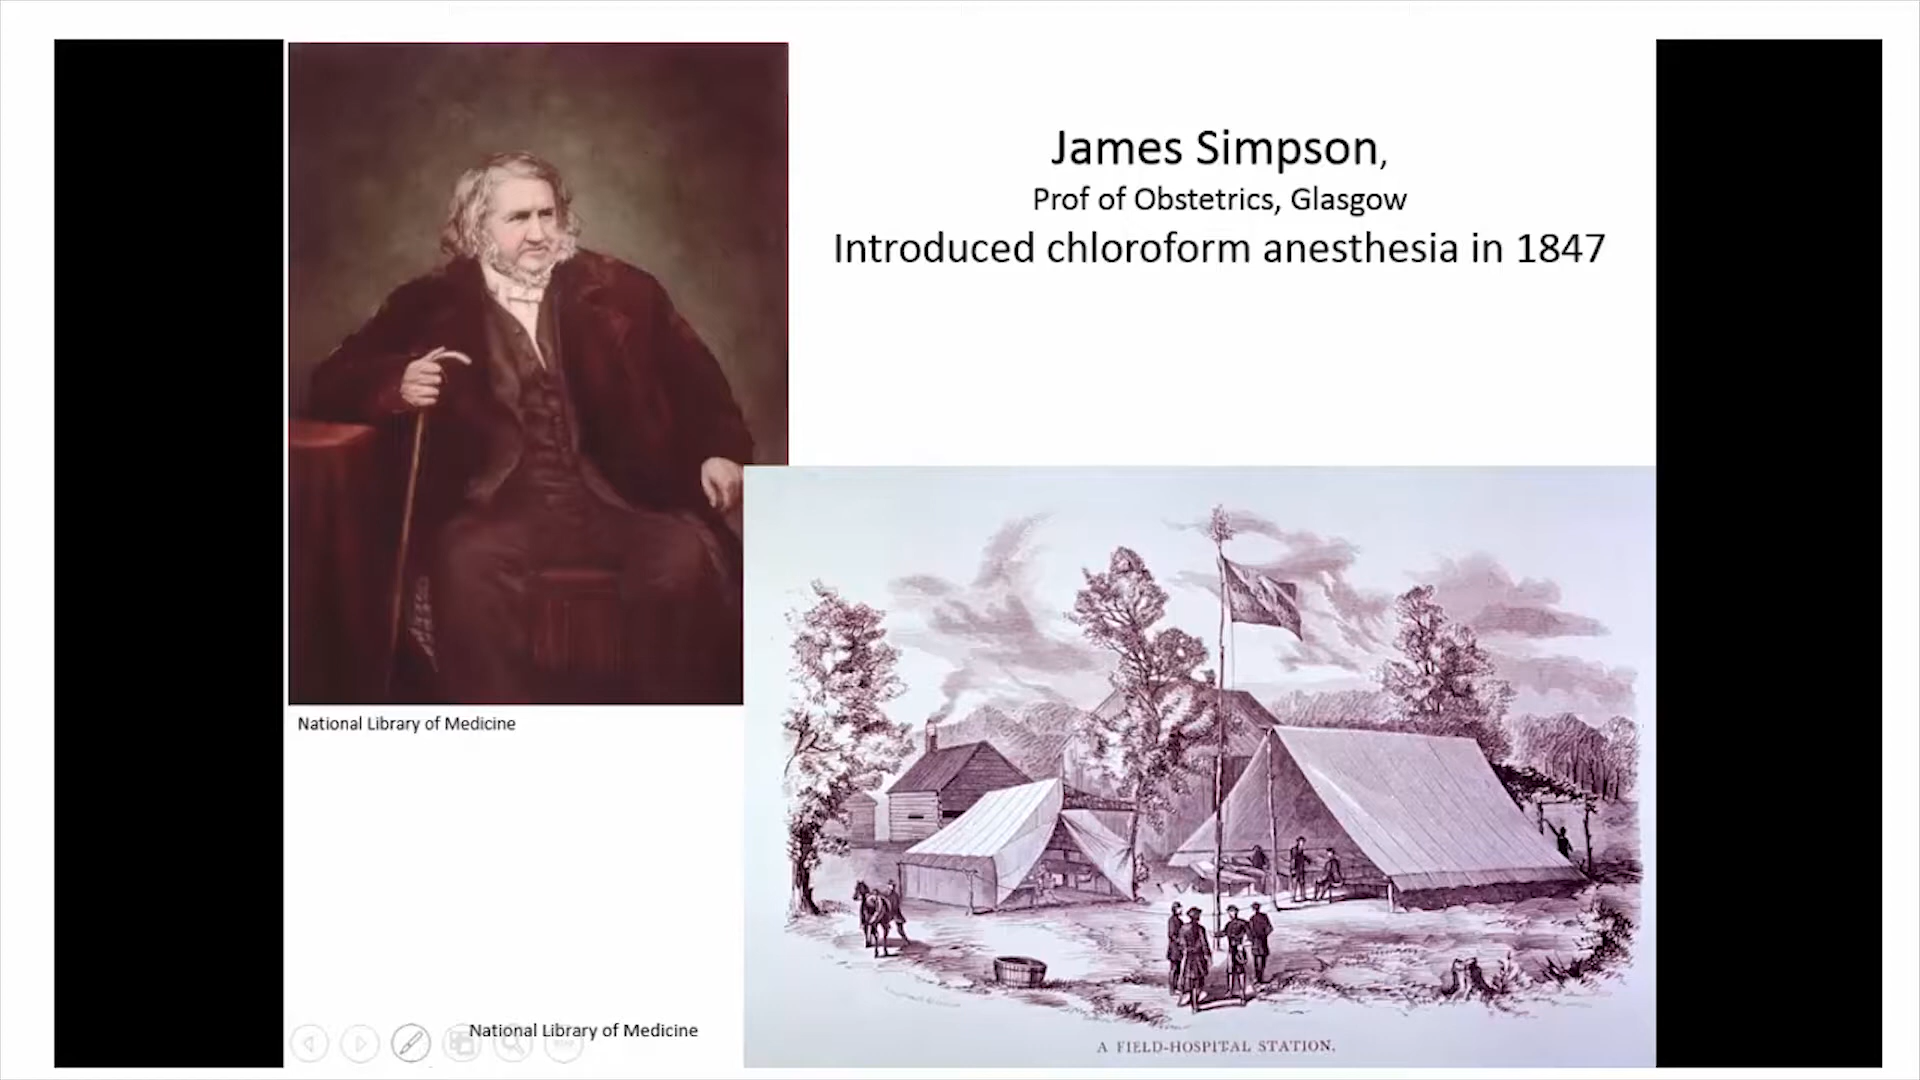 James Simpson,
Prof of Obstetrics, Glasgow
Introduced chloroform anesthesia in 1847
National Library of Medicine
National Library of Medicine
A FIELD-HOSPITAL STATION.